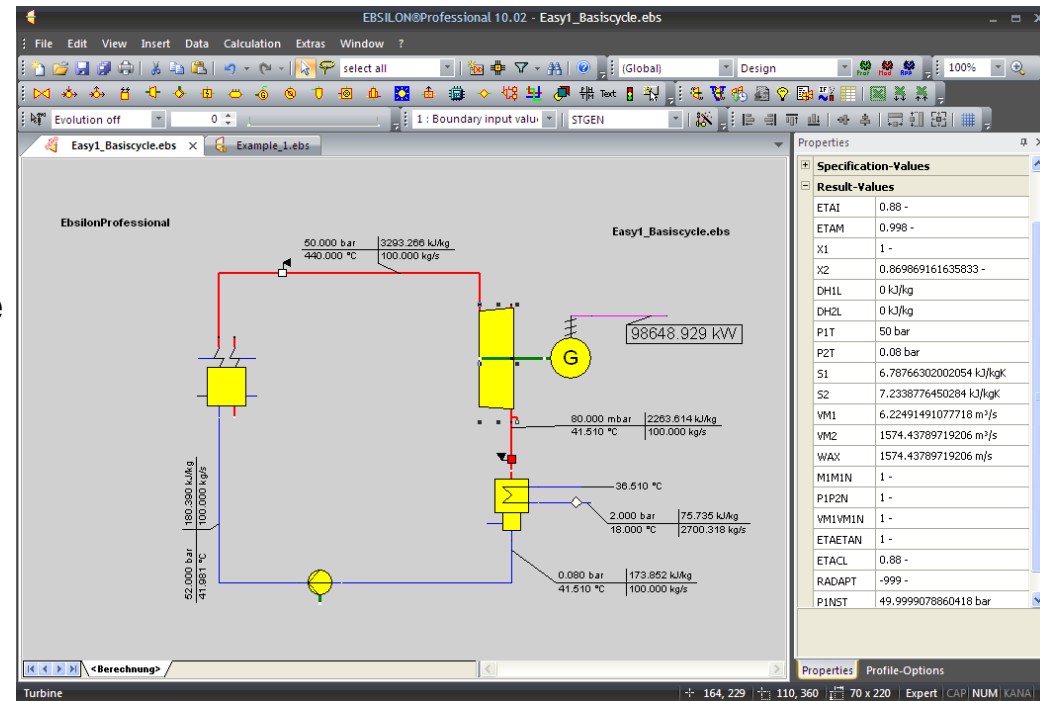 EBSILON®Professional 10.02 - Easy1_Basiscycle.ebs
File Edit View Insert Data Calculation Extras Window ?
select all (Global) Design 100%
Text
Evolution off 0 1 : Boundary input valu STGEN
Easy1_Basiscycle.ebs Example_1.ebs
Properties
Specification-Values
Result-Values
ETAI 0.88 -
ETAM 0.998 -
X1 1 -
X2 0.869869161635833 -
DH1L 0 kJ/kg
DH2L 0 kJ/kg
P1T 50 bar
P2T 0.08 bar
S1 6.78766302002054 kJ/kgK
S2 7.2338776450284 kJ/kgK
VM1 6.22491491077718 m³/s
VM2 1574.43789719206 m³/s
WAX 1574.43789719206 m/s
M1M1N 1 -
P1P2N 1 -
VM1VM1N 1 -
ETAETAN 1 -
ETACL 0.88 -
RADAPT -999 -
P1NST 49.9999078860418 bar
Properties Profile-Options
EbsilonProfessional
Easy1_Basiscycle.ebs
50.000 bar 3293.266 kJ/kg
440.000 °C 100.000 kg/s
98648.929 kW
G
e
80.000 mbar 2263.614 kJ/kg
41.510 °C 100.000 kg/s
36.510 °C
2.000 bar 75.735 kJ/kg
18.000 °C 2700.318 kg/s
0.080 bar 173.852 kJ/kg
41.510 °C 100.000 kg/s
52.000 bar 180.390 kJ/kg
41.981 °C 100.000 kg/s
<Berechnung>
Turbine 164, 229 110, 360 70 x 220 Expert CAP NUM KANA